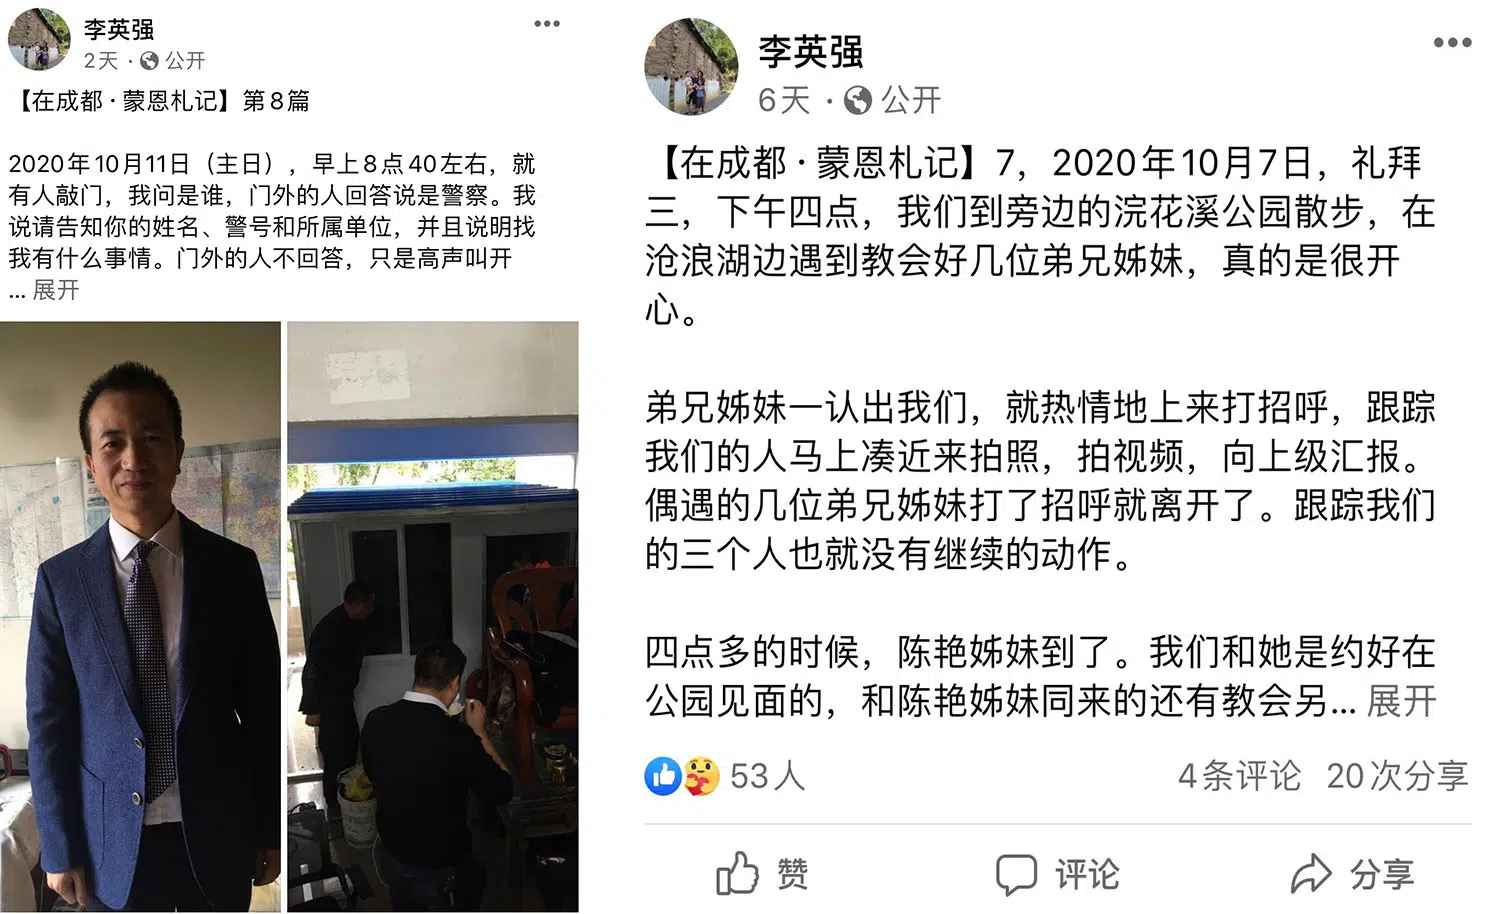 李英强
2天 · 公开
【在成都 · 蒙恩札记】第8篇
2020年10月11日（主日），早上8点40左右，就
有人敲门，我问是谁，门外的人回答说是警察。我
说请告知你的姓名、警号和所属单位，并且说明找
我有什么事情。门外的人不回答，只是高声叫开
... 展开
李英强
6天 · 公开
【在成都 · 蒙恩札记】7，2020年10月7日，礼拜
三，下午四点，我们到旁边的浣花溪公园散步，在
沧浪湖边遇到教会好几位弟兄姊妹，真的是很开
心。
弟兄姊妹一认出我们，就热情地上来打招呼，跟踪
我们的人马上凑近来拍照，拍视频，向上级汇报。
偶遇的几位弟兄姊妹打了招呼就离开了。跟踪我们
的三个人也就没有继续的动作。
四点多的时候，陈艳姊妹到了。我们和她是约好在
公园见面的，和陈艳姊妹同来的还有教会另... 展开
53人
4条评论 20次分享
赞 评论 分享